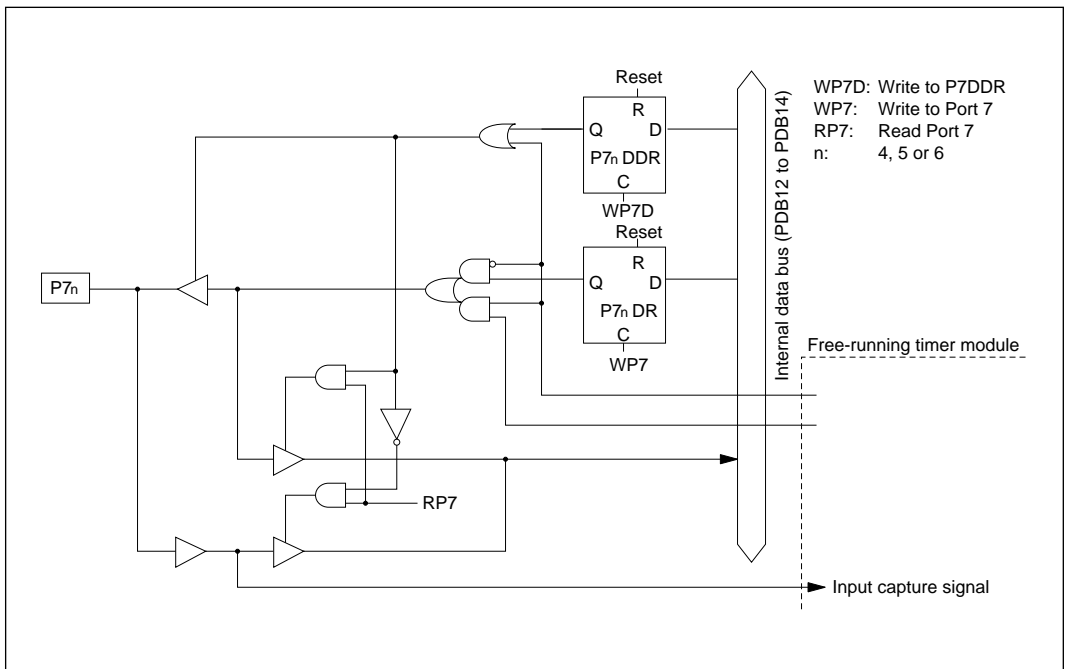 Reset
R
Q D
P7n DDR
C
WP7D
Reset
R
Q D
P7n DR
C
WP7
P7n
RP7
Internal data bus (PDB12 to PDB14)
WP7D: Write to P7DDR
WP7: Write to Port 7
RP7: Read Port 7
n: 4, 5 or 6
Free-running timer module
Input capture signal